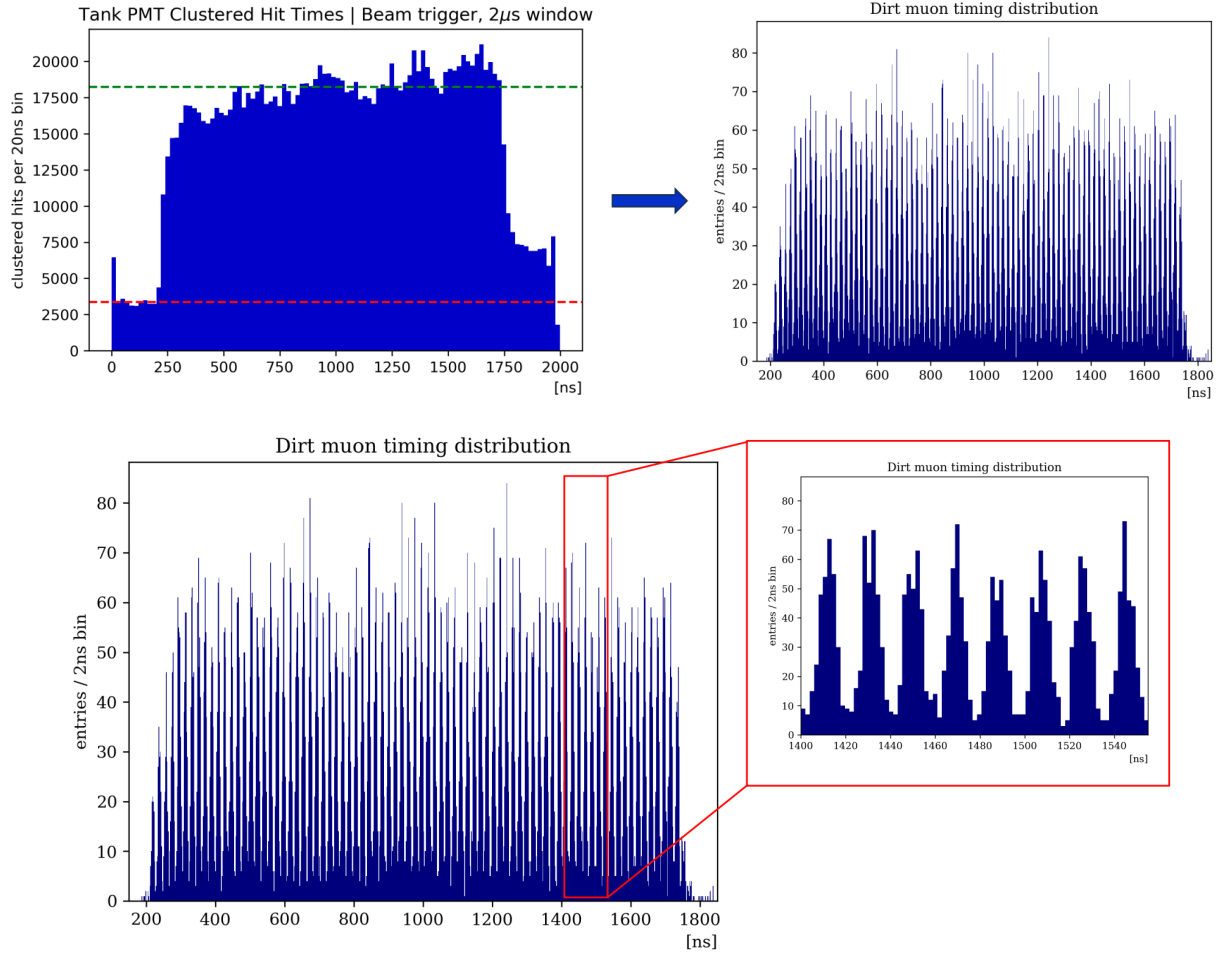 Tank PMT Clustered Hit Times | Beam trigger, 2μs window
clustered hits per 20ns bin
20000
17500
15000
12500
10000
7500
5000
2500
0
0 250 500 750 1000 1250 1500 1750 2000
[ns]
Dirt muon timing distribution
entries / 2ns bin
80
70
60
50
40
30
20
10
0
200 400 600 800 1000 1200 1400 1600 1800
[ns]
Dirt muon timing distribution
entries / 2ns bin
80
70
60
50
40
30
20
10
0
200 400 600 800 1000 1200 1400 1600 1800
[ns]
Dirt muon timing distribution
entries / 2ns bin
80
70
60
50
40
30
20
10
0
1400 1420 1440 1460 1480 1500 1520 1540
[ns]